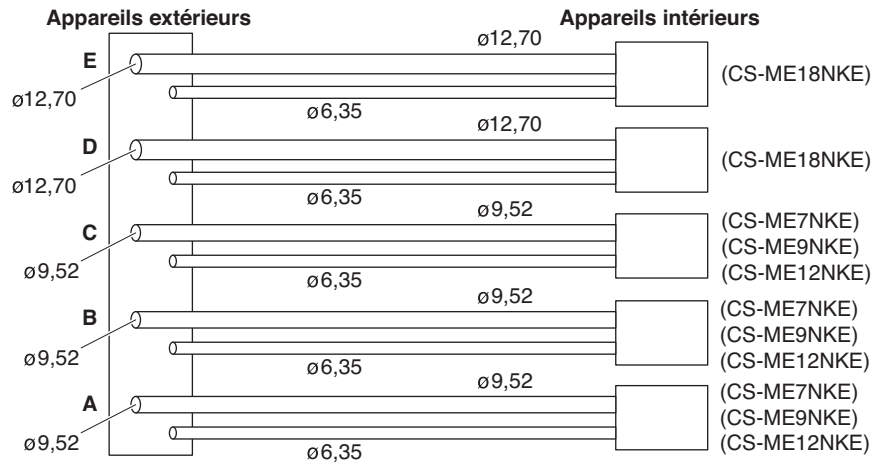 Appareils extérieurs
Appareils intérieurs
E
ø12,70
ø12,70
ø6,35
(CS-ME18NKE)
D
ø12,70
ø12,70
ø6,35
(CS-ME18NKE)
C
ø9,52
ø9,52
ø6,35
(CS-ME7NKE)
(CS-ME9NKE)
(CS-ME12NKE)
B
ø9,52
ø9,52
ø6,35
(CS-ME7NKE)
(CS-ME9NKE)
(CS-ME12NKE)
A
ø9,52
ø9,52
ø6,35
(CS-ME7NKE)
(CS-ME9NKE)
(CS-ME12NKE)